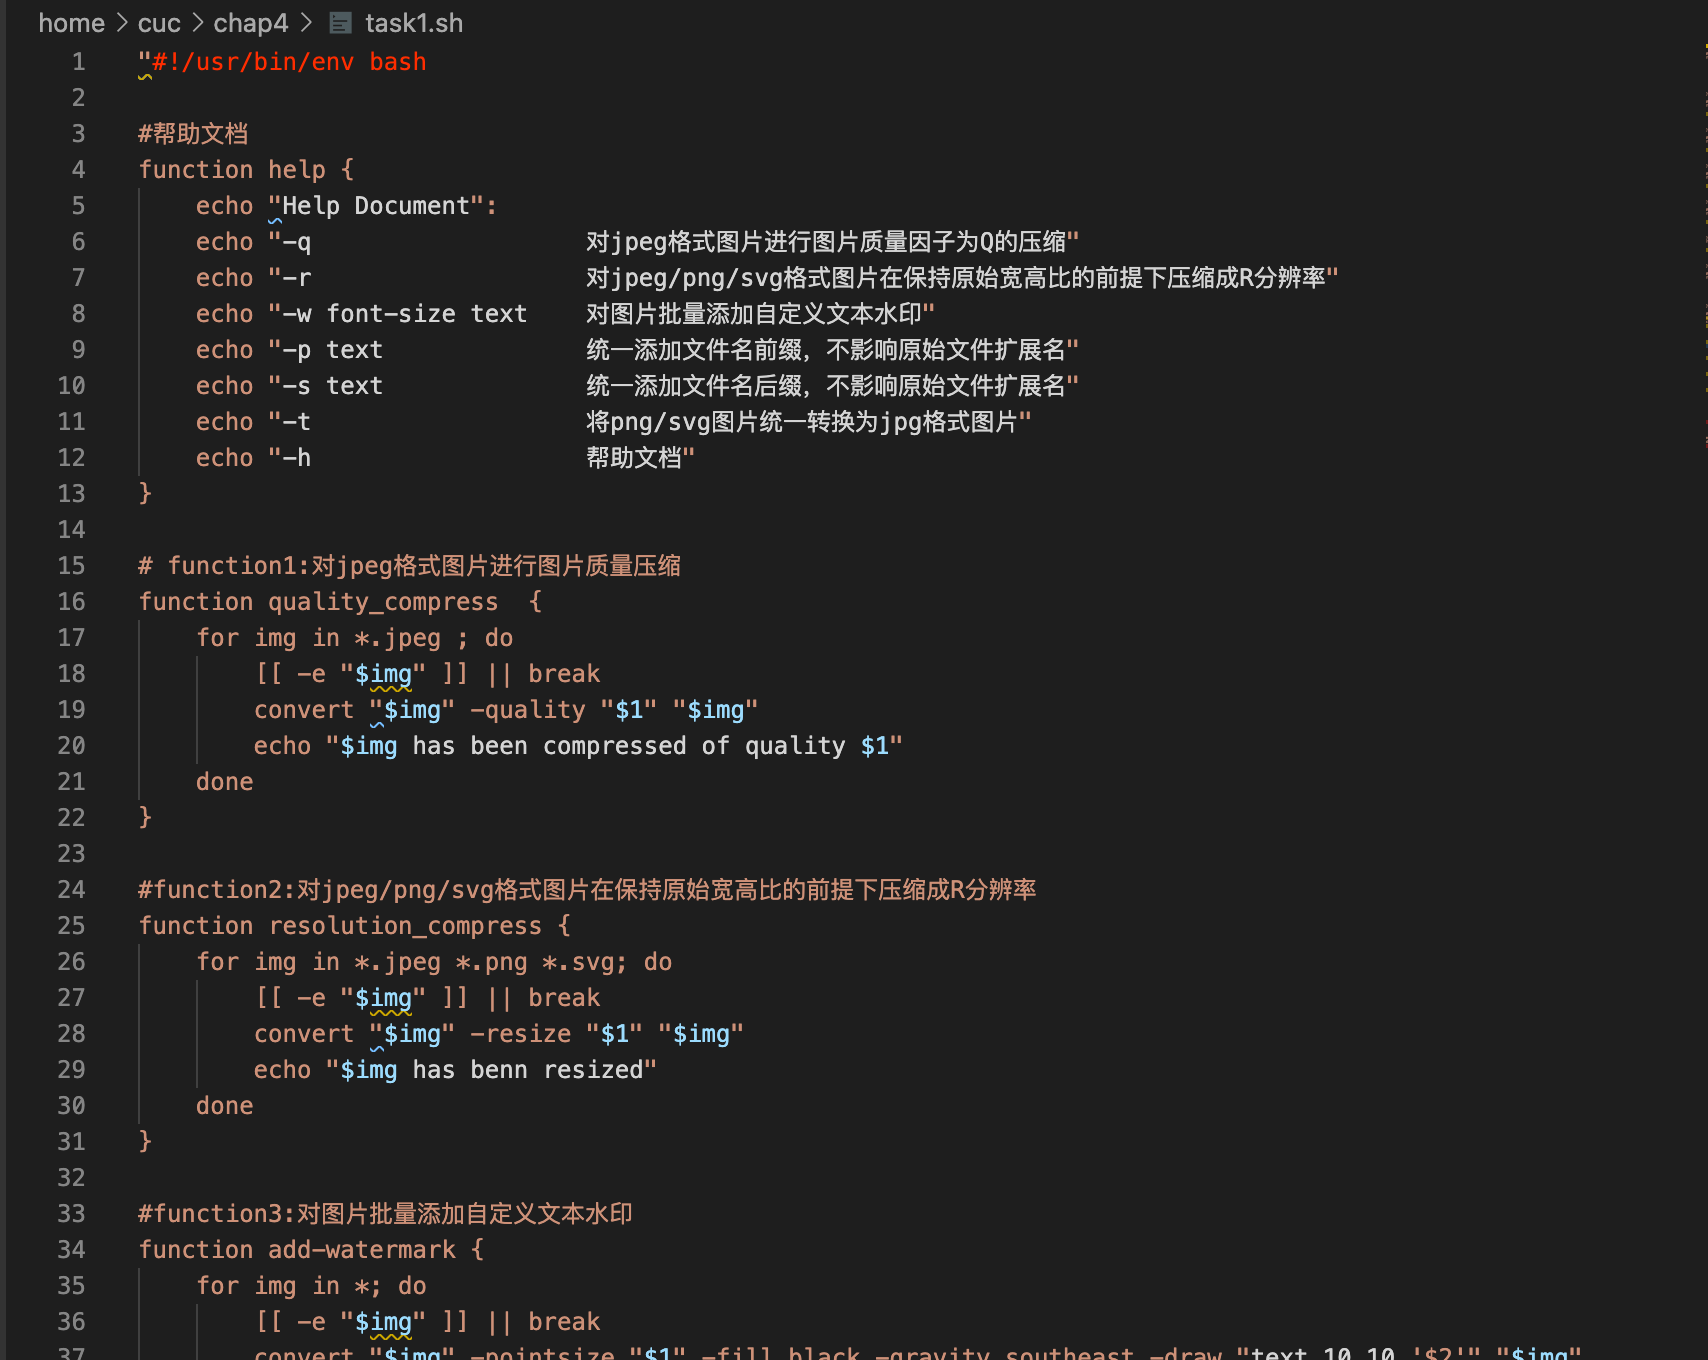 home > cuc > chap4 > task1.sh
1 "#!/usr/bin/env bash
2
3 #帮助文档
4 function help {
5 echo "Help Document":
6 echo "-q 对jpeg格式图片进行图片质量因子为Q的压缩"
7 echo "-r 对jpeg/png/svg格式图片在保持原始宽高比的前提下压缩成R分辨率"
8 echo "-w font-size text 对图片批量添加自定义文本水印"
9 echo "-p text 统一添加文件名前缀，不影响原始文件扩展名"
10 echo "-s text 统一添加文件名后缀，不影响原始文件扩展名"
11 echo "-t 将png/svg图片统一转换为jpg格式图片"
12 echo "-h 帮助文档"
13 }
14
15 # function1:对jpeg格式图片进行图片质量压缩
16 function quality_compress  {
17 for img in *.jpeg ; do
18 [[ -e "$img" ]] || break
19 convert "$img" -quality "$1" "$img"
20 echo "$img has been compressed of quality $1"
21 done
22 }
23
24 #function2:对jpeg/png/svg格式图片在保持原始宽高比的前提下压缩成R分辨率
25 function resolution_compress {
26 for img in *.jpeg *.png *.svg; do
27 [[ -e "$img" ]] || break
28 convert "$img" -resize "$1" "$img"
29 echo "$img has benn resized"
30 done
31 }
32
33 #function3:对图片批量添加自定义文本水印
34 function add-watermark {
35 for img in *; do
36 [[ -e "$img" ]] || break
37 convert "$img" -pointsize "$1" -fill black -gravity southeast -draw "text 10,10 '$2'" "$img"